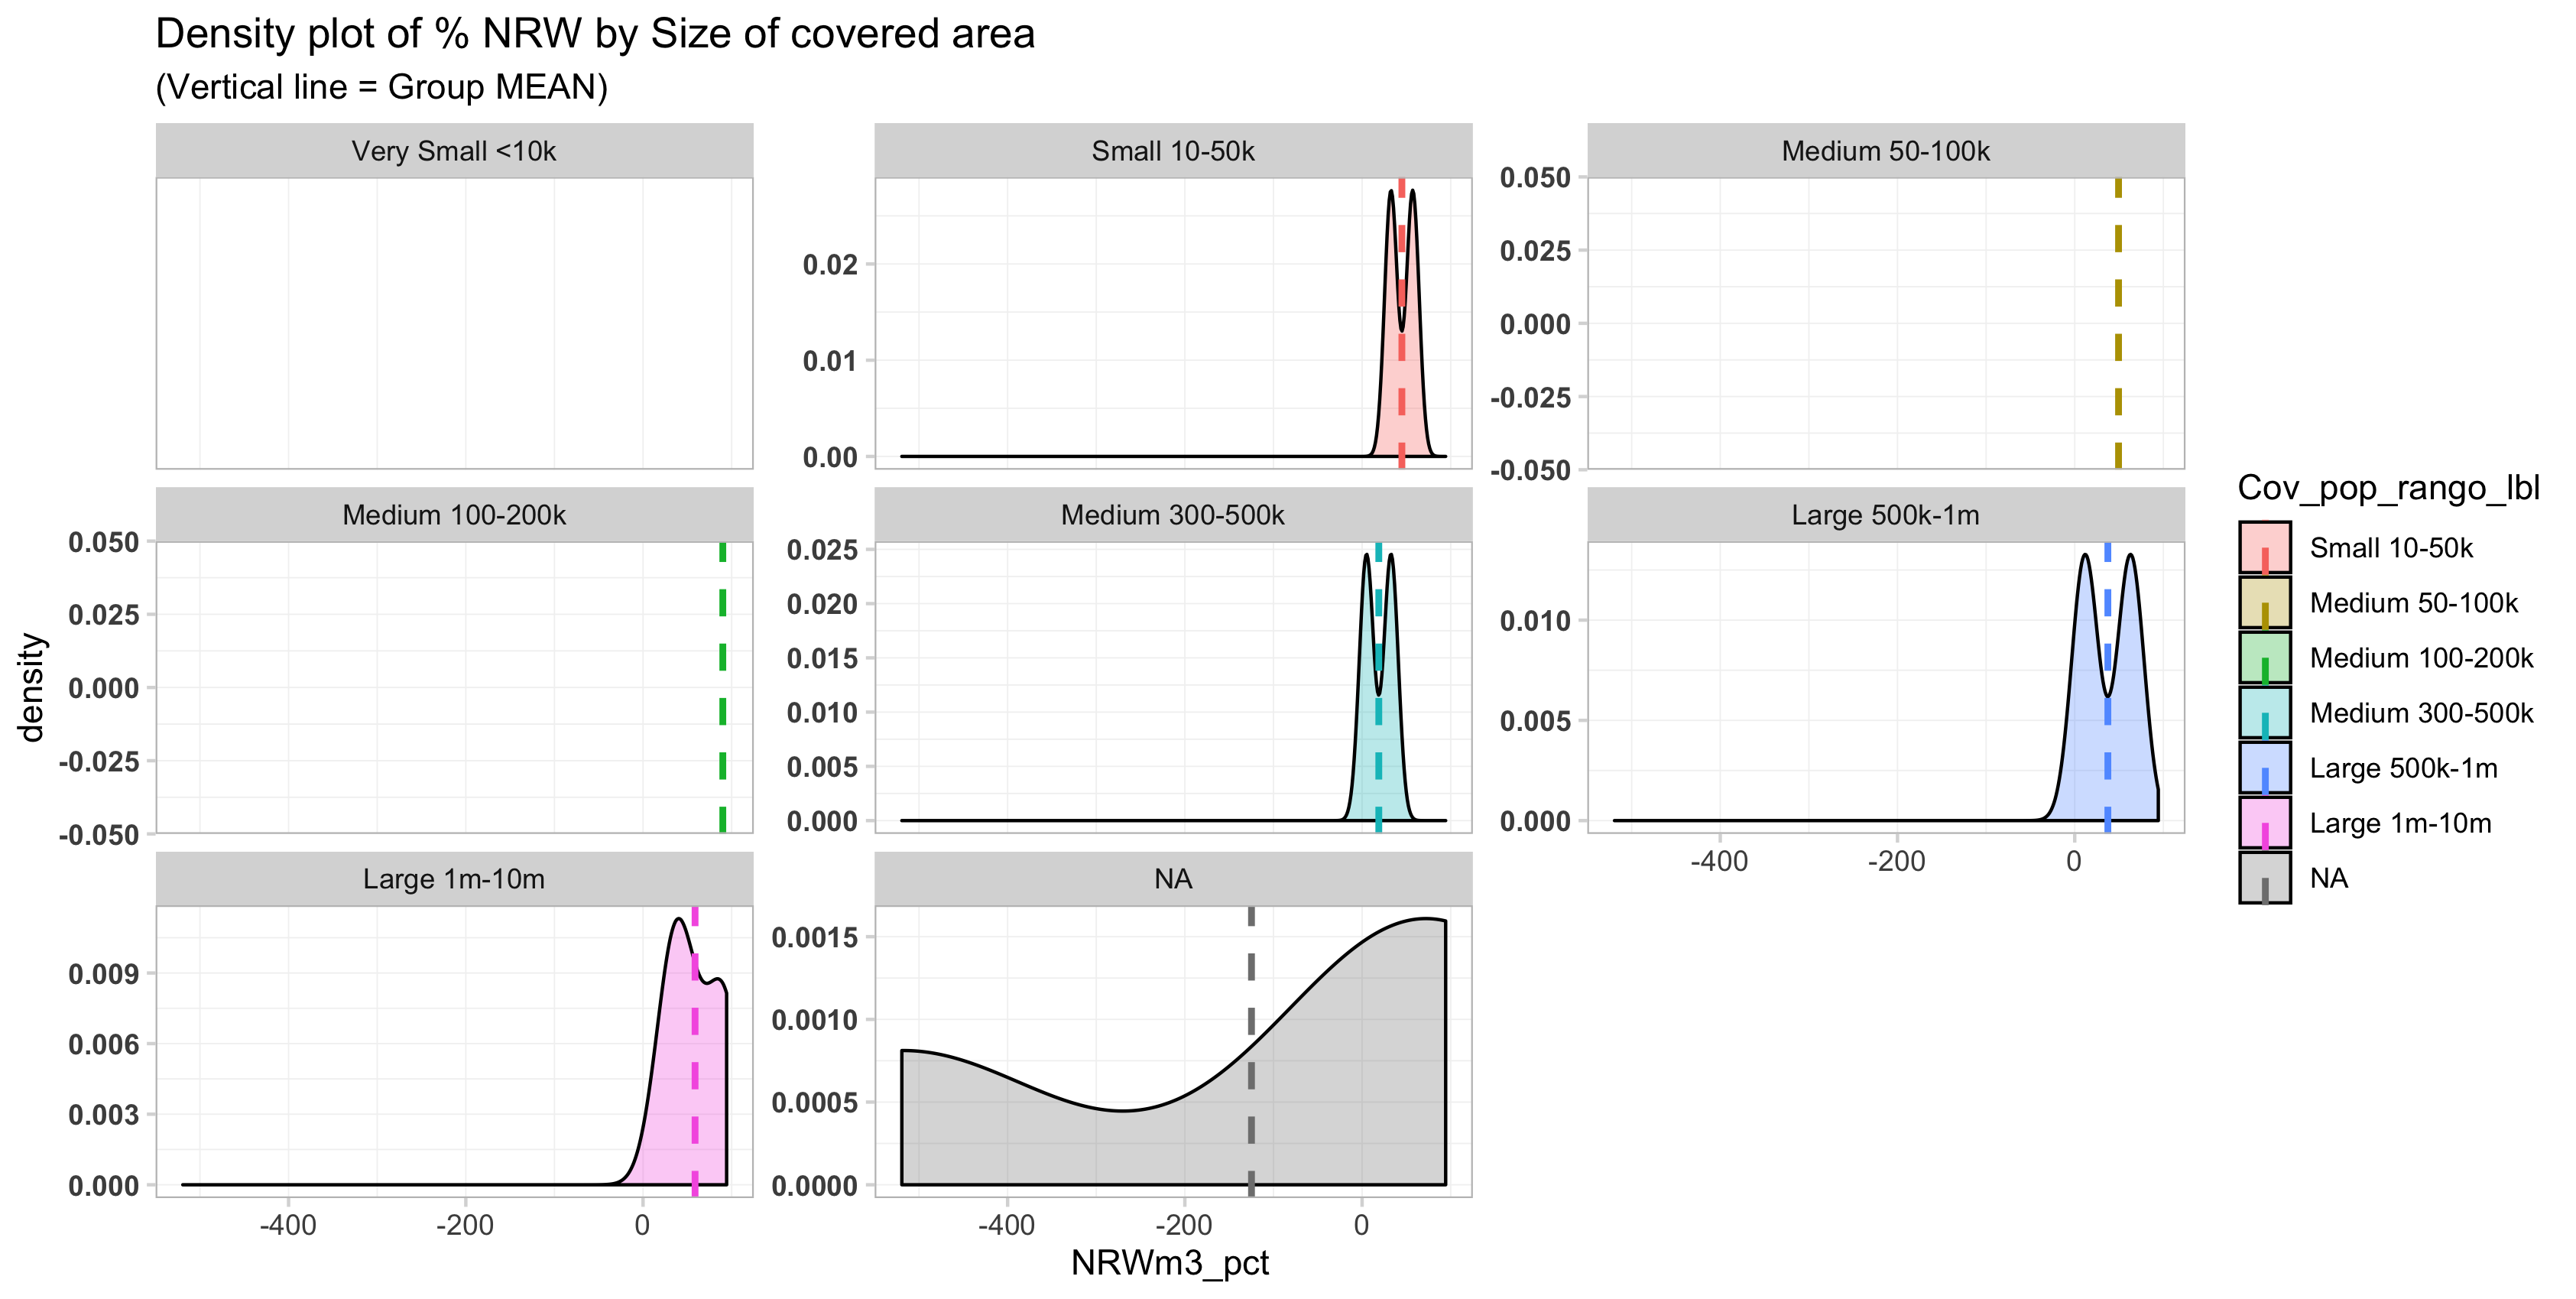 Density plot of % NRW by Size of covered area
(Vertical line = Group MEAN)
Very Small <10k
Small 10-50k
0.02
0.01
0.00
Medium 50-100k
0.050
0.025
0.000
-0.025
-0.050
Medium 100-200k
0.050
0.025
0.000
-0.025
-0.050
Medium 300-500k
0.025
0.020
0.015
0.010
0.005
0.000
Large 500k-1m
0.010
0.005
0.000
-400
-200
0
Large 1m-10m
0.009
0.006
0.003
0.000
-400
-200
0
NA
0.0015
0.0010
0.0005
0.0000
-400
-200
0
density
NRWm3_pct
Cov_pop_rango_lbl
Small 10-50k
Medium 50-100k
Medium 100-200k
Medium 300-500k
Large 500k-1m
Large 1m-10m
NA